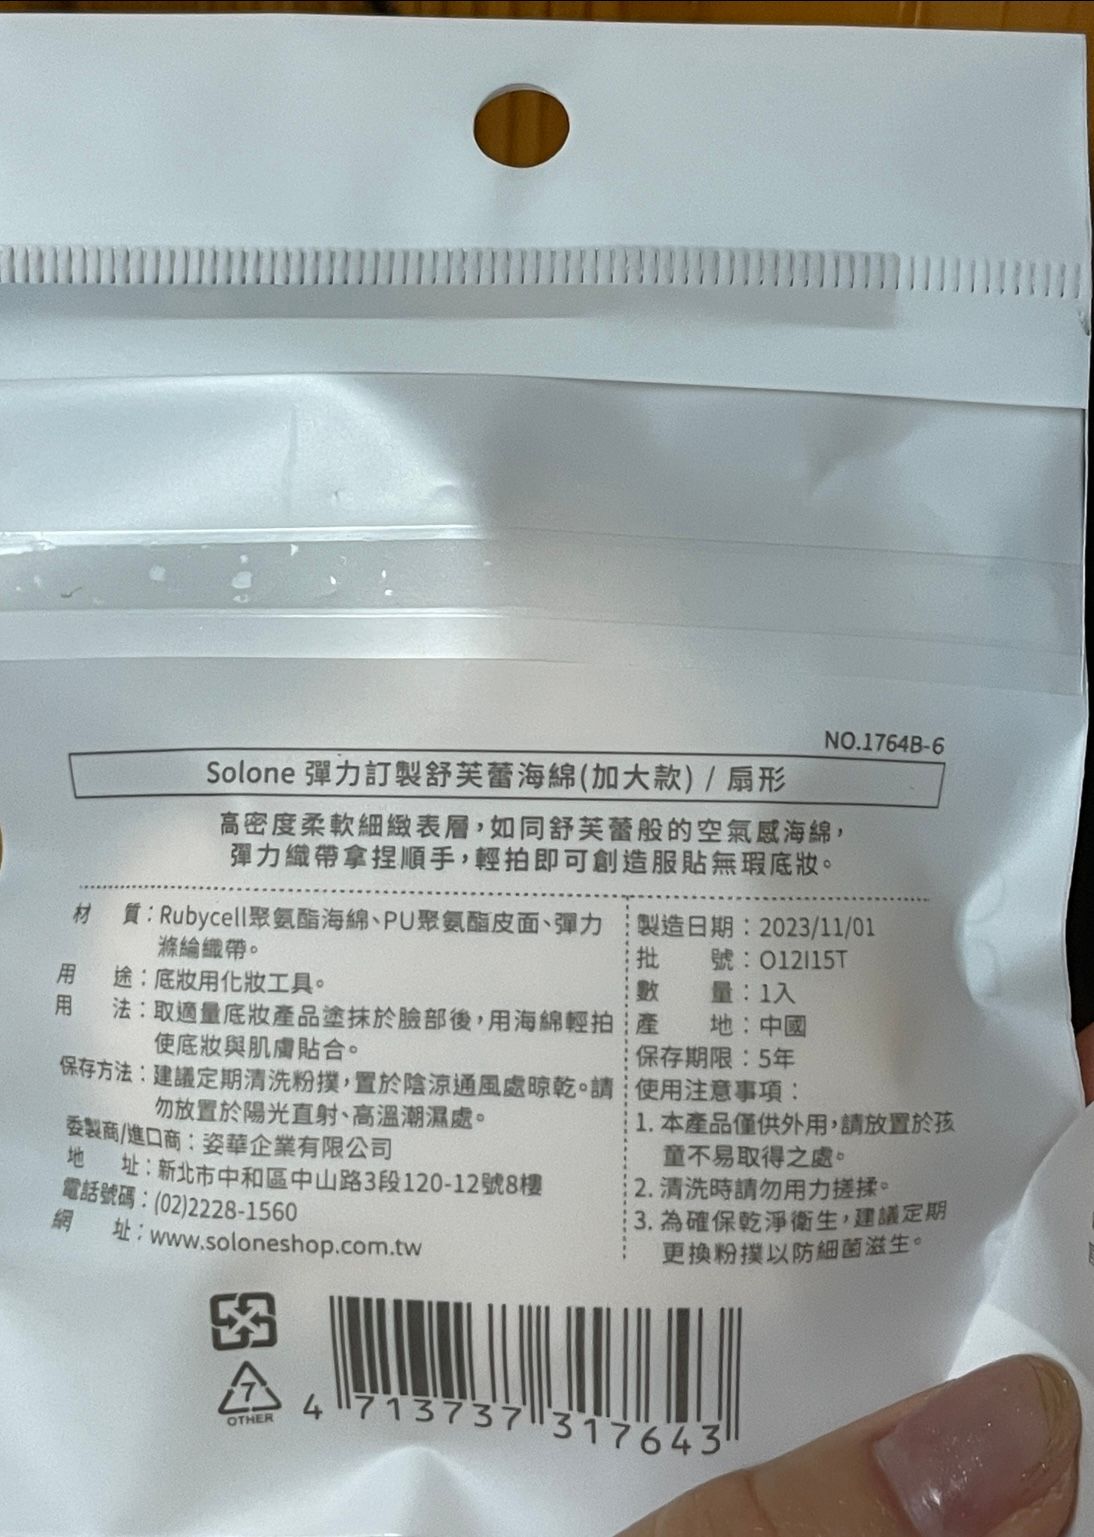 NO.1764B-6
Solone 彈力訂製舒芙蕾海綿(加大款) / 扇形
高密度柔軟細緻表層，如同舒芙蕾般的空氣感海綿，
彈力織帶拿捏順手，輕拍即可創造服貼無瑕底妝。
材　質：Rubycell聚氨酯海綿、PU聚氨酯皮面、彈力
滌綸織帶。
用　途：底妝用化妝工具。
用　法：取適量底妝產品塗抹於臉部後，用海綿輕拍
使底妝與肌膚貼合。
保存方法：建議定期清洗粉撲，置於陰涼通風處晾乾。請
勿放置於陽光直射、高溫潮濕處。
委製商/進口商：姿華企業有限公司
地　址：新北市中和區中山路3段120-12號8樓
電話號碼：(02)2228-1560
網　址：www.soloneshop.com.tw
製造日期：2023/11/01
批　號：O12I15T
數　量：1入
產　地：中國
保存期限：5年
使用注意事項：
1. 本產品僅供外用，請放置於孩
童不易取得之處。
2. 清洗時請勿用力搓揉。
3. 為確保乾淨衛生，建議定期
更換粉撲以防細菌滋生。
7
OTHER
4 713737 317643